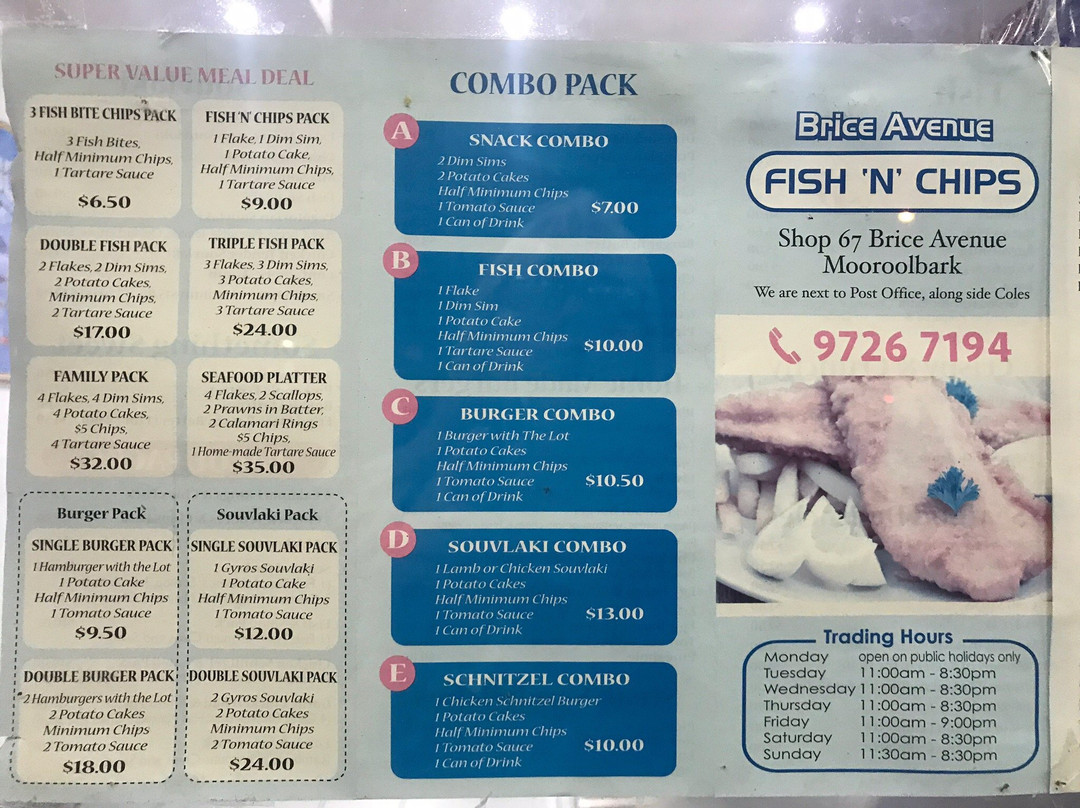 SUPER VALUE MEAL DEAL
3 FISH BITE CHIPS PACK
3 Fish Bites,
Half Minimum Chips,
1 Tartare Sauce
$6.50
FISH 'N' CHIPS PACK
1 Flake, 1 Dim Sim,
1 Potato Cake,
Half Minimum Chips,
1 Tartare Sauce
$9.00
DOUBLE FISH PACK
2 Flakes, 2 Dim Sims,
2 Potato Cakes,
Minimum Chips,
2 Tartare Sauce
$17.00
TRIPLE FISH PACK
3 Flakes, 3 Dim Sims,
3 Potato Cakes,
Minimum Chips,
3 Tartare Sauce
$24.00
FAMILY PACK
4 Flakes, 4 Dim Sims,
4 Potato Cakes,
$5 Chips,
4 Tartare Sauce
$32.00
SEAFOOD PLATTER
4 Flakes, 2 Scallops,
2 Prawns in Batter,
2 Calamari Rings
$5 Chips,
1 Home-made Tartare Sauce
$35.00
Burger Pack
SINGLE BURGER PACK
1 Hamburger with the Lot
1 Potato Cake
Half Minimum Chips
1 Tomato Sauce
$9.50
DOUBLE BURGER PACK
2 Hamburgers with the Lot
2 Potato Cakes
Minimum Chips
2 Tomato Sauce
$18.00
Souvlaki Pack
SINGLE SOUVLAKI PACK
1 Gyros Souvlaki
1 Potato Cake
Half Minimum Chips
1 Tomato Sauce
$12.00
DOUBLE SOUVLAKI PACK
2 Gyros Souvlaki
2 Potato Cakes
Minimum Chips
2 Tomato Sauce
$24.00
COMBO PACK
A
SNACK COMBO
2 Dim Sims
2 Potato Cakes
Half Minimum Chips
1 Tomato Sauce $7.00
1 Can of Drink
B
FISH COMBO
1 Flake
1 Dim Sim
1 Potato Cake
Half Minimum Chips
1 Tartare Sauce $10.00
1 Can of Drink
C
BURGER COMBO
1 Burger with The Lot
1 Potato Cakes
Half Minimum Chips
1 Tomato Sauce $10.50
1 Can of Drink
D
SOUVLAKI COMBO
1 Lamb or Chicken Souvlaki
1 Potato Cakes
Half Minimum Chips
1 Tomato Sauce $13.00
1 Can of Drink
E
SCHNITZEL COMBO
1 Chicken Schnitzel Burger
1 Potato Cakes
Half Minimum Chips
1 Tomato Sauce $10.00
1 Can of Drink
Brice Avenue
FISH 'N' CHIPS
Shop 67 Brice Avenue
Mooroolbark
We are next to Post Office, along side Coles
9726 7194
Trading Hours
Monday open on public holidays only
Tuesday 11:00am - 8:30pm
Wednesday 11:00am - 8:30pm
Thursday 11:00am - 8:30pm
Friday 11:00am - 9:00pm
Saturday 11:00am - 8:30pm
Sunday 11:30am - 8:30pm